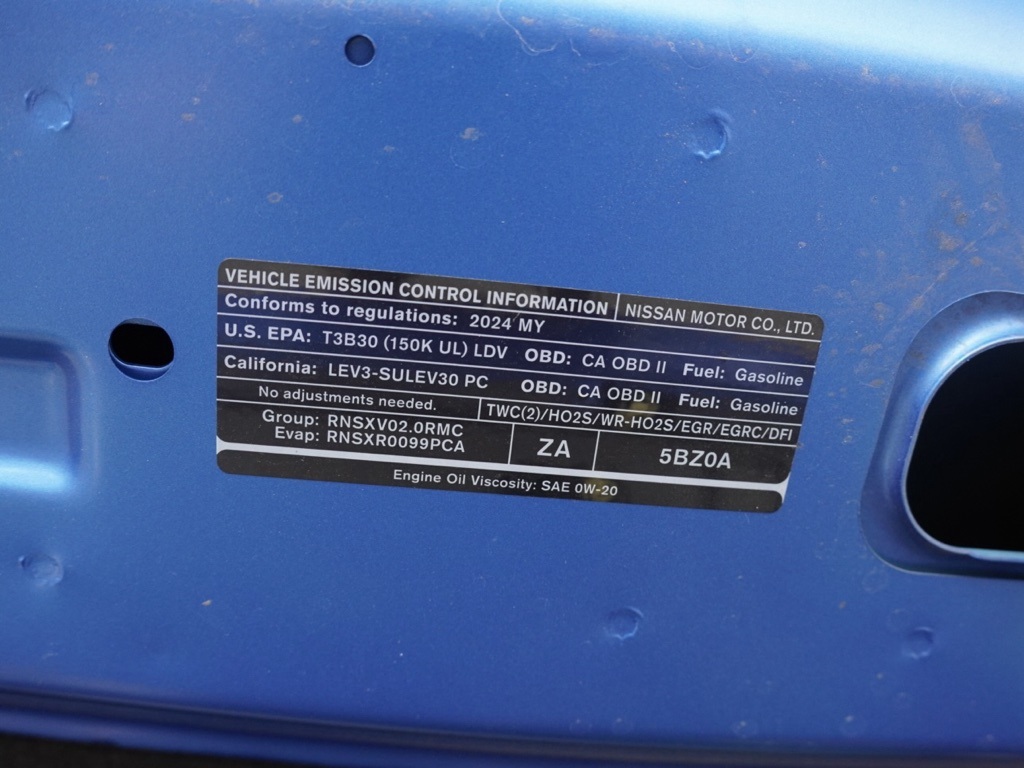 VEHICLE EMISSION CONTROL INFORMATION NISSAN MOTOR CO., LTD.
Conforms to regulations: 2024 MY
U.S. EPA: T3B30 (150K UL) LDV OBD: CA OBD II Fuel: Gasoline
California: LEV3-SULEV30 PC OBD: CA OBD II Fuel: Gasoline
No adjustments needed. TWC(2)/HO2S/WR-HO2S/EGR/EGRC/DFI
Group: RNSXV02.0RMC
Evap: RNSXR0099PCA
ZA
5BZ0A
Engine Oil Viscosity: SAE 0W-20